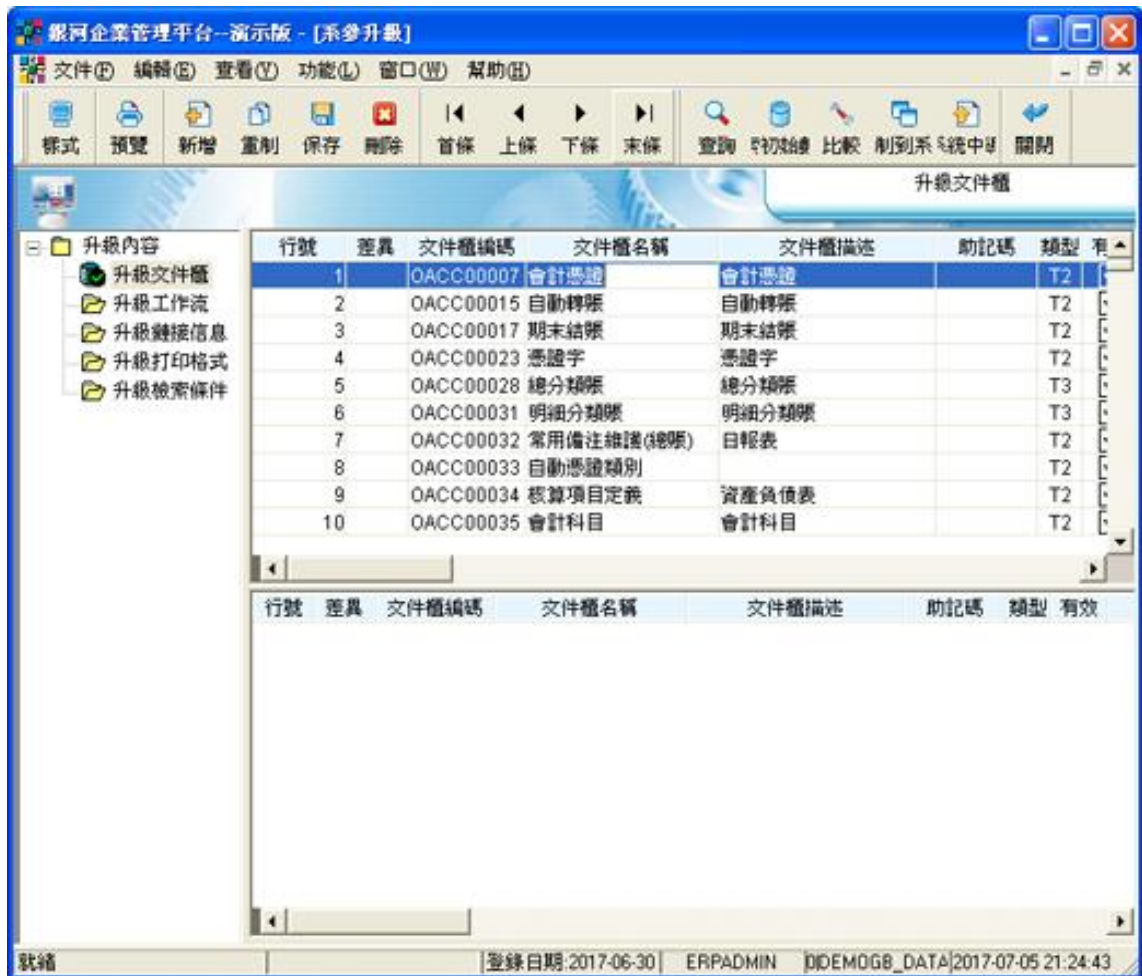 銀河企業管理平台--演示版 - [系參升級]
文件(F) 編輯(E) 查看(V) 功能(L) 窗口(W) 幫助(H)
樣式 預覽 新增 重制 保存 刪除 首條 上條 下條 末條 查詢 初始 比較 制到系 統中 關閉
升級文件櫃
升級內容
升級文件櫃
升級工作流
升級鏈接信息
升級打印格式
升級檢索條件
行號 差異 文件櫃編碼 文件櫃名稱 文件櫃描述 助記碼 類型 有
1 OACC00007 會計憑證 會計憑證 T2
2 OACC00015 自動轉賬 自動轉賬 T2
3 OACC00017 期末結賬 期末結賬 T2
4 OACC00023 憑證字 憑證字 T2
5 OACC00028 總分類賬 總分類賬 T3
6 OACC00031 明細分類賬 明細分類賬 T3
7 OACC00032 常用備注維護(總賬) 日報表 T2
8 OACC00033 自動憑證類別 T2
9 OACC00034 核算項目定義 資產負債表 T2
10 OACC00035 會計科目 會計科目 T2
行號 差異 文件櫃編碼 文件櫃名稱 文件櫃描述 助記碼 類型 有效
就緒 登錄日期:2017-06-30 ERPADMIN DEMOGB_DATA 2017-07-05 21:24:43